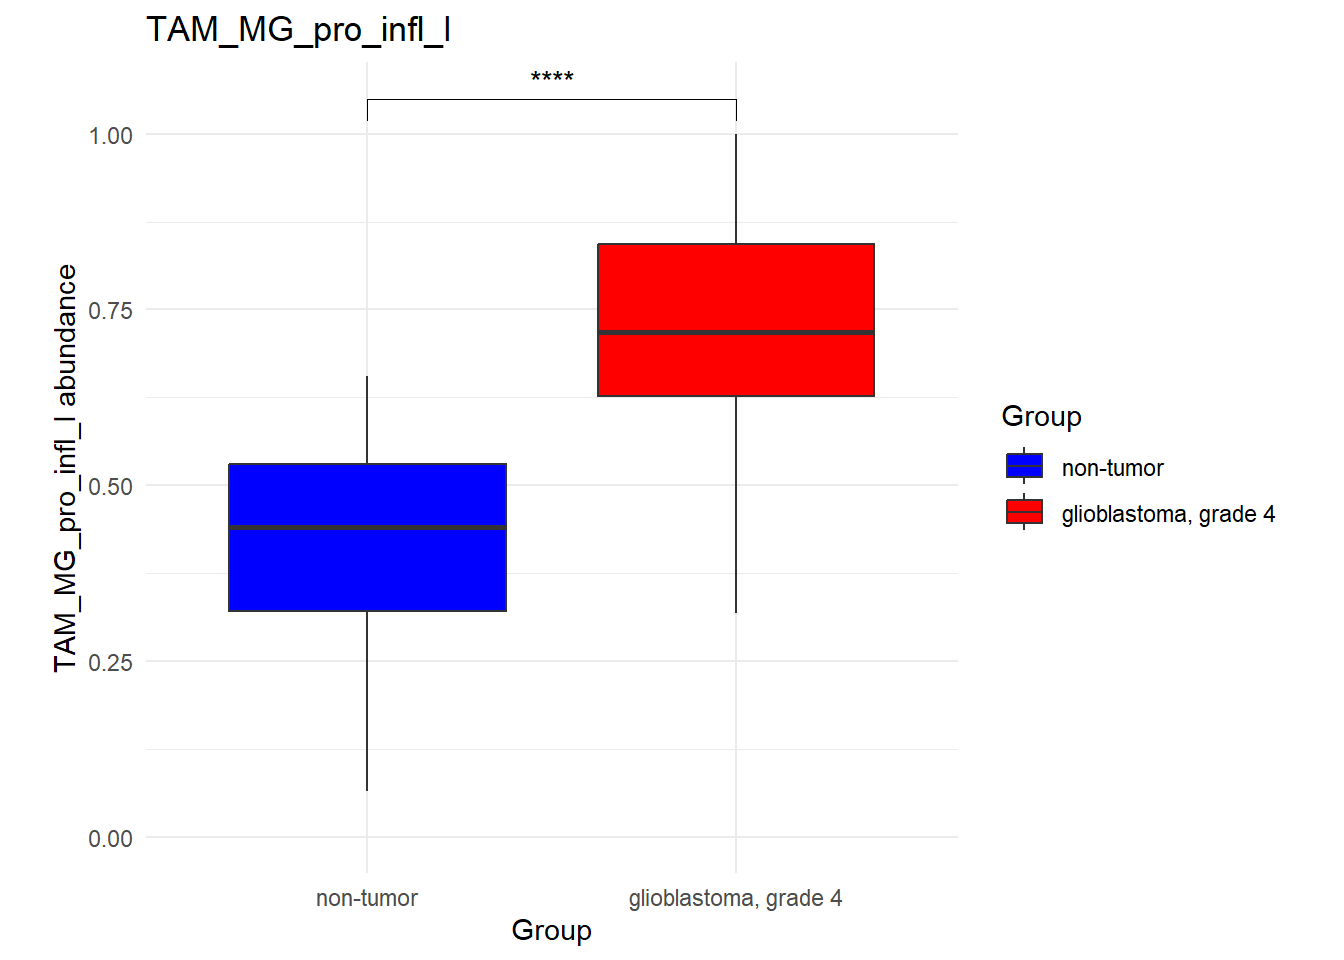 TAM_MG_pro_infl_I
****
1.00
0.75
0.50
0.25
0.00
TAM_MG_pro_infl_I abundance
non-tumor
glioblastoma, grade 4
Group
Group
non-tumor
glioblastoma, grade 4